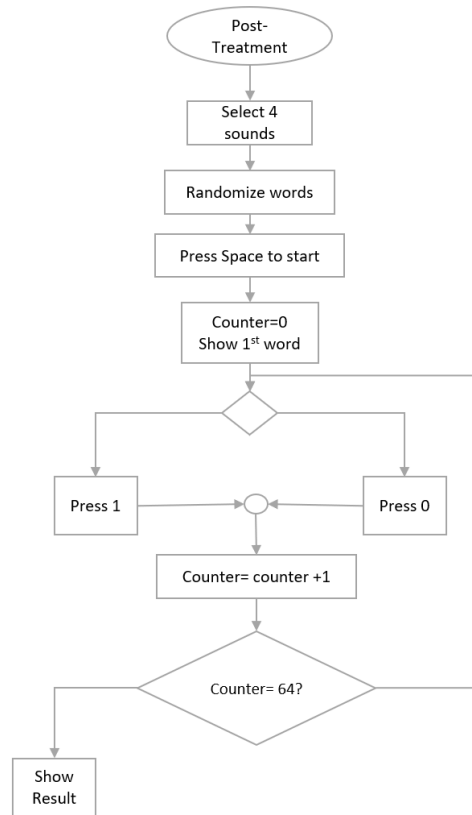 Post-
Treatment
Select 4
sounds
Randomize words
Press Space to start
Counter=0
Show 1st word
Press 1
Press 0
Counter= counter +1
Counter= 64?
Show
Result